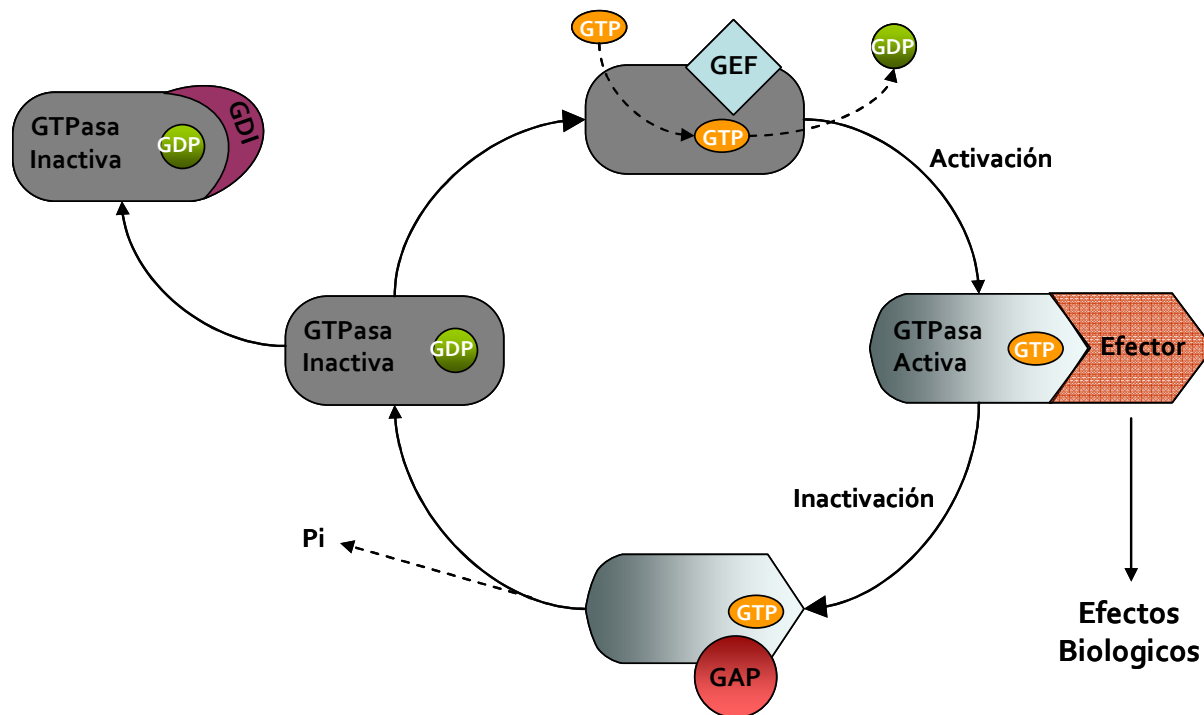 GTP
GEF
GDP
GTP
GTPasa
Inactiva
GDP
GDI
Activación
GTPasa
Inactiva
GDP
GTPasa
Activa
GTP
Efector
Inactivación
Pi
GTP
GAP
Efectos
Biologicos